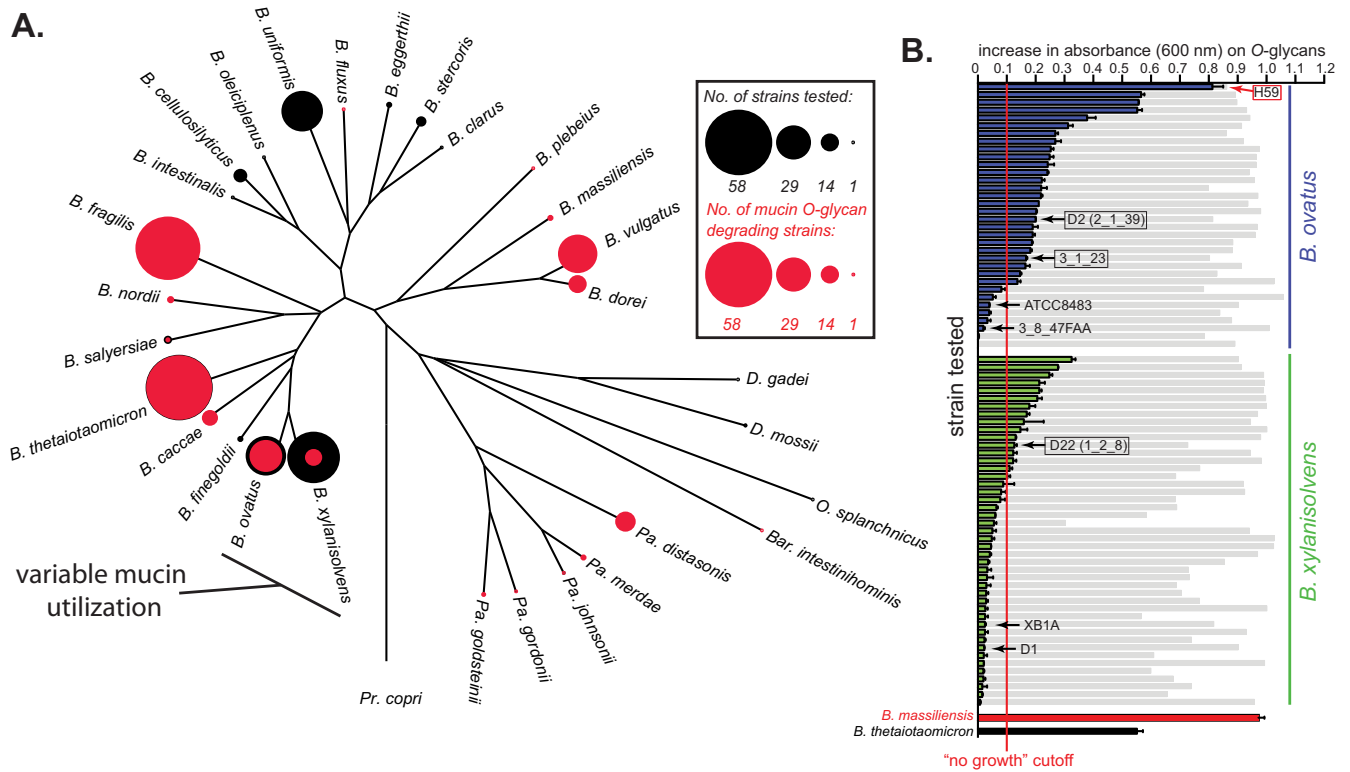 A.
B. uniformis
B. fluxus
B. eggerthii
B. stercoris
B. clarus
B. oleiciplenus
B. cellulosilyticus
B. intestinalis
B. plebeius
B. massiliensis
B. vulgatus
B. dorei
B. fragilis
B. nordii
B. salyersiae
B. thetaiotaomicron
B. caccae
B. finegoldii
B. ovatus
B. xylanisolvens
variable mucin
utilization
Pr. copri
D. gadei
D. mossii
O. splanchnicus
Bar. intestinihominis
Pa. distasonis
Pa. merdae
Pa. johnsonii
Pa. gordonii
Pa. goldsteinii
No. of strains tested:
58 29 14 1
No. of mucin O-glycan
degrading strains:
58 29 14 1
B.
increase in absorbance (600 nm) on O-glycans
0 0.1 0.2 0.3 0.4 0.5 0.6 0.7 0.8 0.9 1.0 1.1 1.2
H59
D2 (2_1_39)
3_1_23
ATCC8483
3_8_47FAA
B. ovatus
strain tested
D22 (1_2_8)
XB1A
D1
B. xylanisolvens
B. massiliensis
B. thetaiotaomicron
“no growth” cutoff